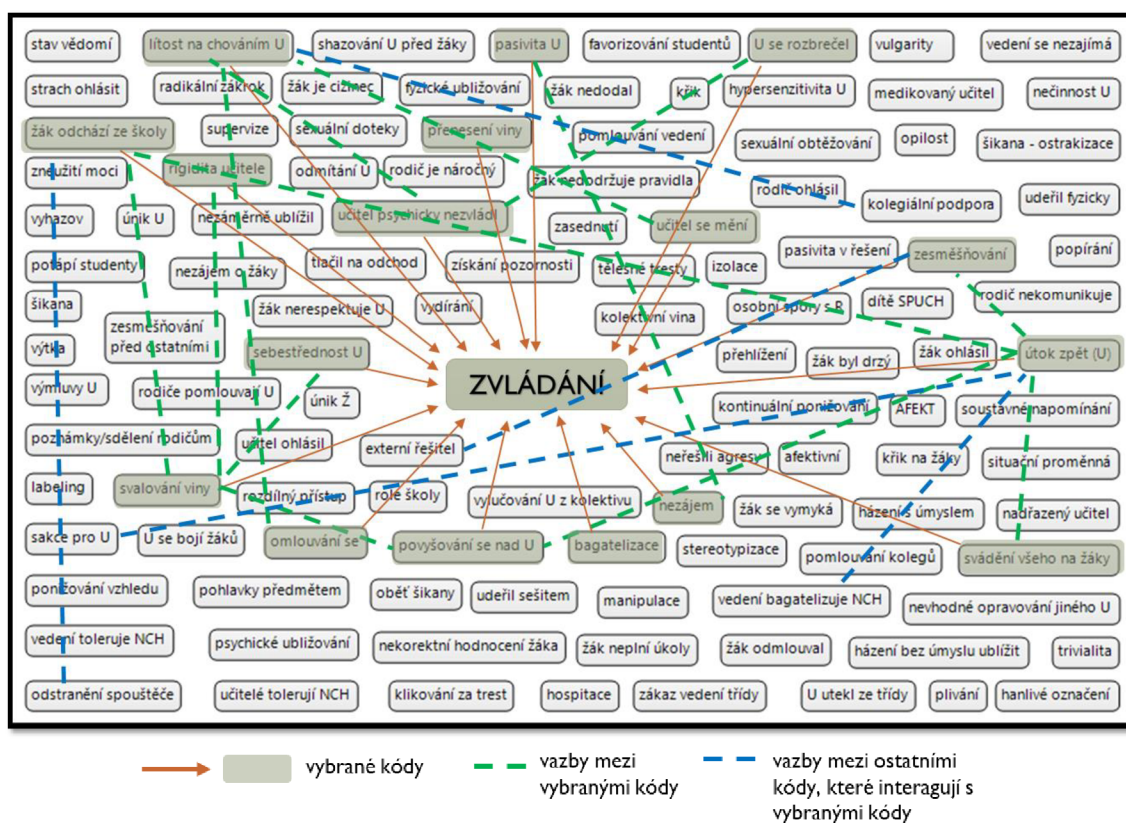 stav vědomí
lítost na chováním U
shazování U před žáky
pasivita U
favorizování studentů
U se rozbrečel
vulgarity
vedení se nezajímá
strach ohlásit
radikální zákrok
žák je cizinec
fyzické ubližování
žák nedodal
křik
hypersenzitivita U
medikovaný učitel
nečinnost U
žák odchází ze školy
supervize
sexuální doteky
přenesení viny
pomlouvání vedení
sexuální obtěžování
opilost
šikana - ostrakizace
zneužití moci
rigidita učitele
odmítání U
rodič je náročný
žák nedodržuje pravidla
rodič ohlásil
kolegiální podpora
udeřil fyzicky
vyhazov
únik U
nezáměrně ublížil
učitel psychicky nezvládl
zasednutí
učitel se mění
pasivita v řešení
zesměšňování
popírání
potápí studenty
nezájem o žáky
tlačil na odchod
získání pozornosti
tělesné tresty
izolace
šikana
žák nerespektuje U
vydírání
kolektivní vina
osobní spory s R
dítě SPUCH
rodič nekomunikuje
zesměšňování
před ostatními
výtka
sebestřednost U
ZVLÁDÁNÍ
přehlížení
žák byl drzý
žák ohlásil
útok zpět (U)
výmluvy U
rodiče pomlouvají U
únik Ž
kontinuální ponižování
AFEKT
soustavné napomínání
poznámky/sdělení rodičům
učitel ohlásil
externí řešitel
neřešili agresy
afektivní
křik na žáky
situační proměnná
labeling
svalování viny
rozdílný přístup
role školy
vylučování U z kolektivu
nezájem
žák se vymyká
házení s úmyslem
nadřazený učitel
sakce pro U
U se bojí žáků
omlouvání se
povyšování se nad U
bagatelizace
stereotypizace
pomlouvání kolegů
svádění všeho na žáky
ponižování vzhledu
pohlavky předmětem
oběť šikany
udeřil sešitem
manipulace
vedení bagatelizuje NCH
nevhodné opravování jiného U
vedení toleruje NCH
psychické ubližování
nekorektní hodnocení žáka
žák neplní úkoly
žák odmlouval
házení bez úmyslu ublížit
trivialita
odstranění spouštěče
učitelé tolerují NCH
klikování za trest
hospitace
zákaz vedení třídy
U utekl ze třídy
plivání
hanlivé označení
vybrané kódy
vazby mezi
vybranými kódy
vazby mezi ostatními
kódy, které interagují s
vybranými kódy